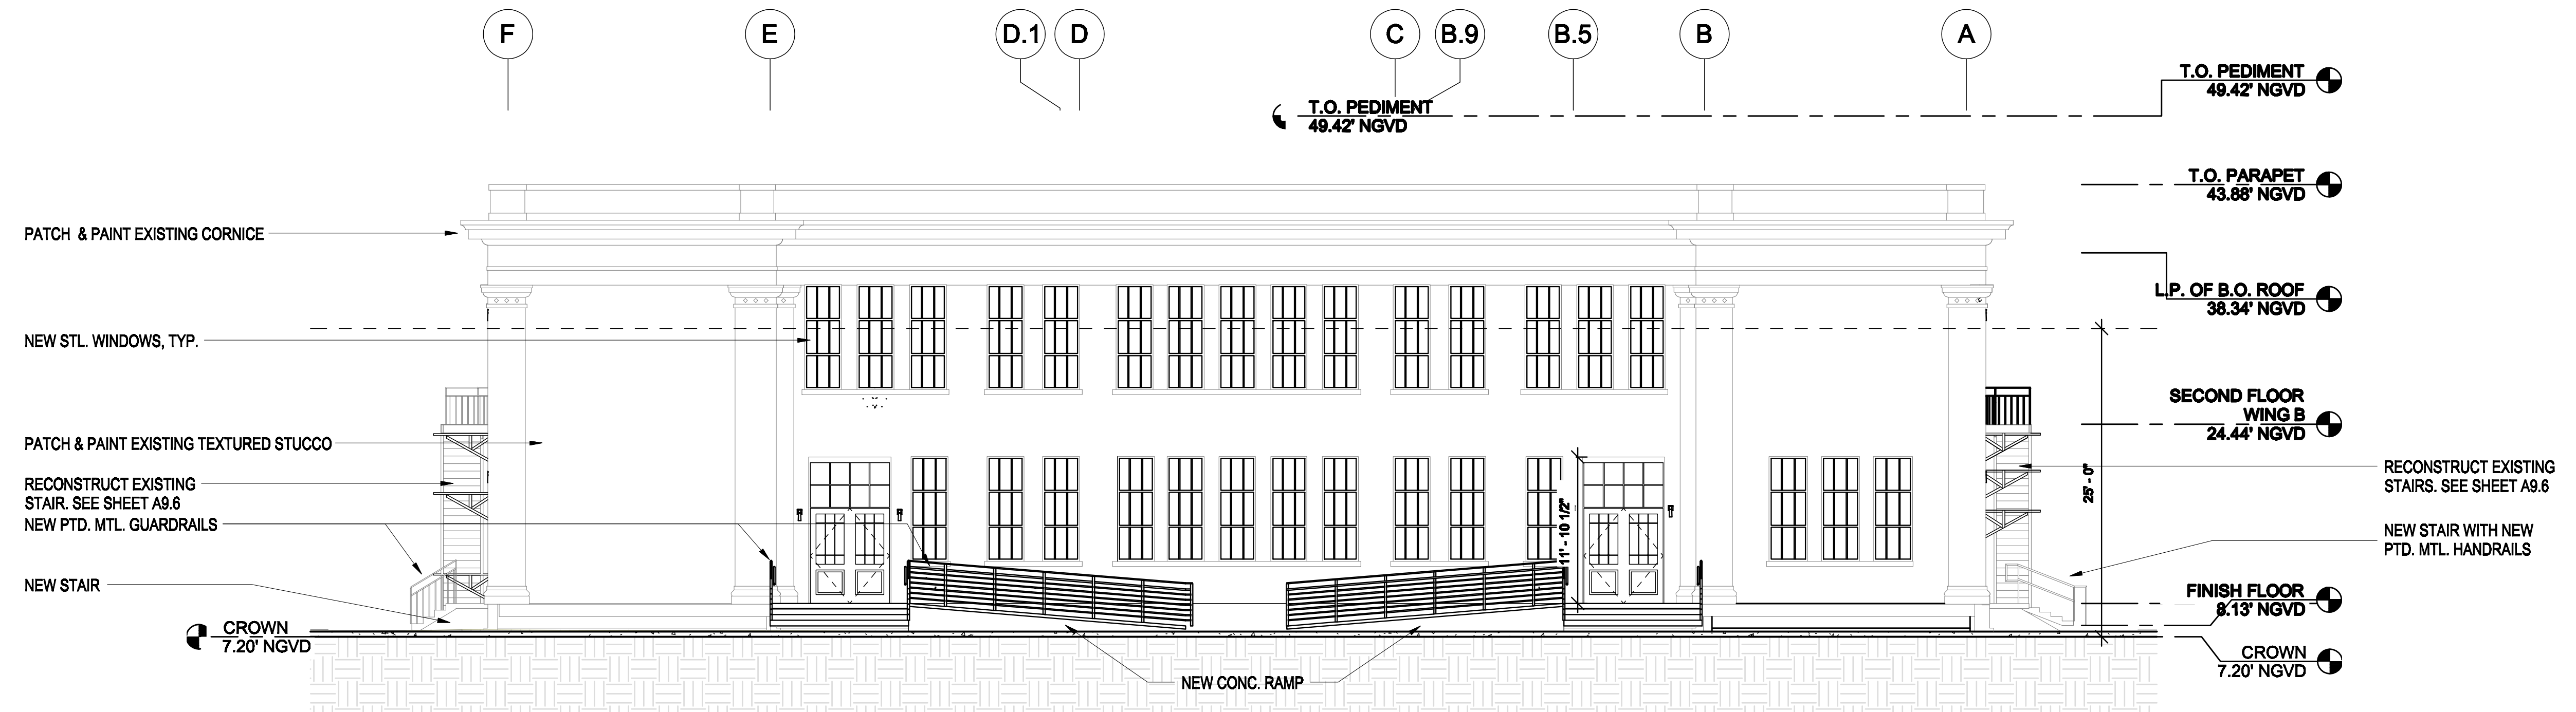 F
E
D.1
D
C
B.9
B.5
B
A
T.O. PEDIMENT
49.42' NGVD
T.O. PEDIMENT
49.42' NGVD
T.O. PARAPET
43.88' NGVD
PATCH & PAINT EXISTING CORNICE
L.P. OF B.O. ROOF
38.34' NGVD
NEW STL. WINDOWS, TYP.
SECOND FLOOR
WING B
24.44' NGVD
PATCH & PAINT EXISTING TEXTURED STUCCO
RECONSTRUCT EXISTING
STAIR. SEE SHEET A9.6
NEW PTD. MTL. GUARDRAILS
11' - 10 1/2"
25' - 0"
RECONSTRUCT EXISTING
STAIRS. SEE SHEET A9.6
NEW STAIR WITH NEW
PTD. MTL. HANDRAILS
NEW STAIR
FINISH FLOOR
8.13' NGVD
CROWN
7.20' NGVD
CROWN
7.20' NGVD
NEW CONC. RAMP